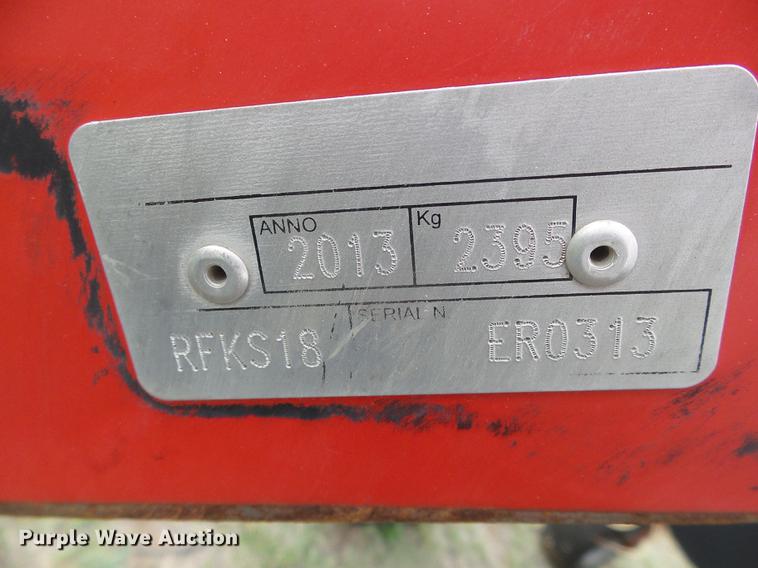 ANNO 2013 Kg 2395
SERIAL N
RFKS18 ER0313
Purple Wave Auction